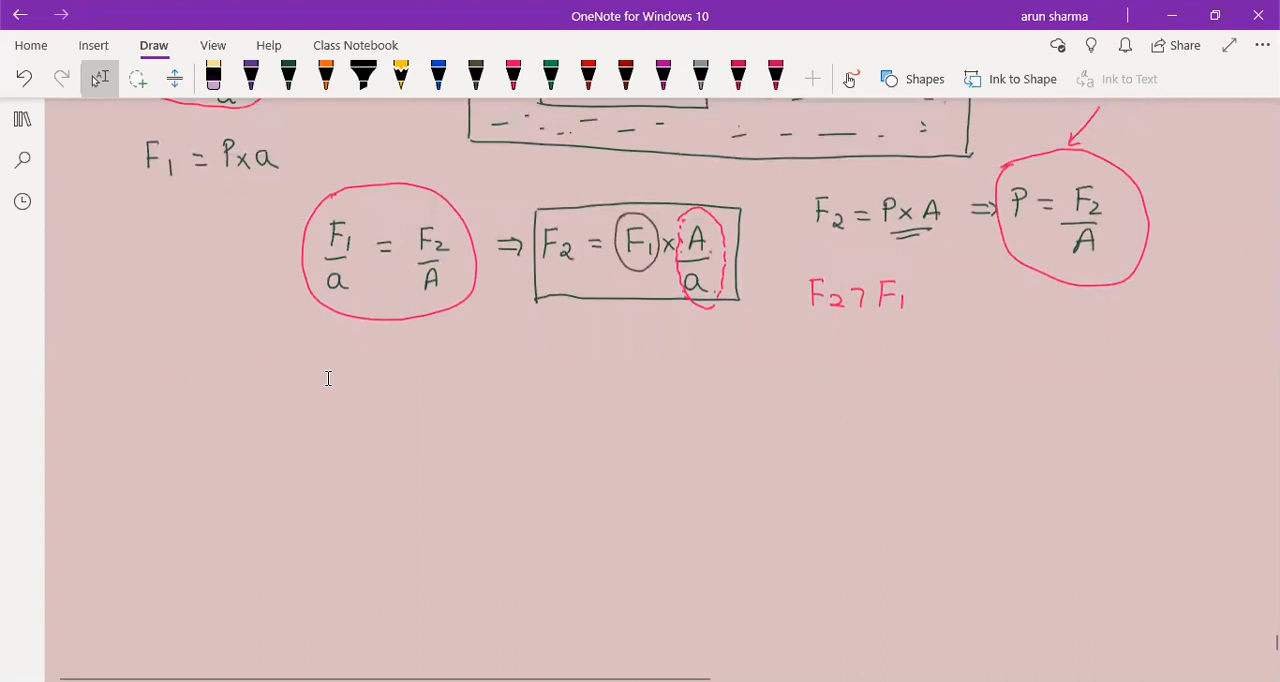 OneNote for Windows 10
arun sharma
Home Insert Draw View Help Class Notebook
Share
Shapes Ink to Shape Ink to Text
a
F₁ = P×a
F₁/a = F₂/A ⇒ F₂ = F₁ × A/a
F₂ = P×A ⇒ P = F₂/A
F₂ > F₁